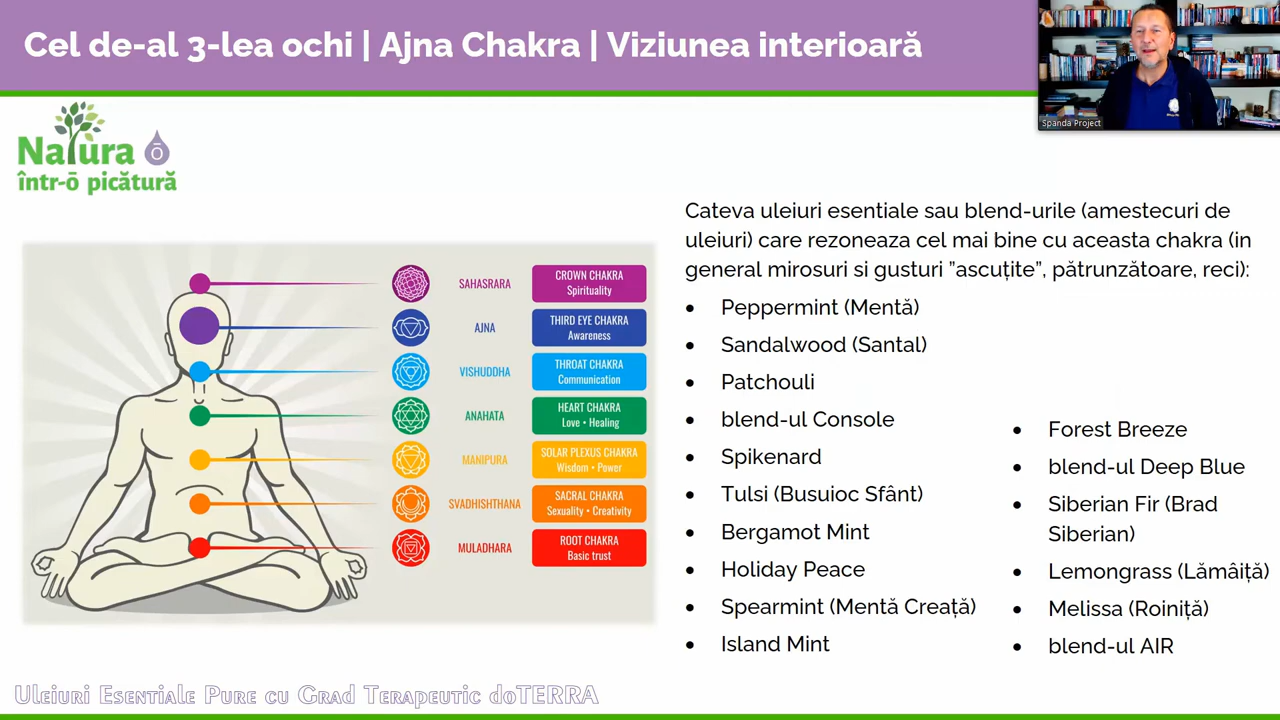 Cel de-al 3-lea ochi | Ajna Chakra | Viziunea interioară
Spanda Project
Natura ō
într-ō picătură
SAHASRARA
CROWN CHAKRA
Spirituality
AJNA
THIRD EYE CHAKRA
Awareness
VISHUDDHA
THROAT CHAKRA
Communication
ANAHATA
HEART CHAKRA
Love • Healing
MANIPURA
SOLAR PLEXUS CHAKRA
Wisdom • Power
SVADHISHTHANA
SACRAL CHAKRA
Sexuality • Creativity
MULADHARA
ROOT CHAKRA
Basic trust
Cateva uleiuri esentiale sau blend-urile (amestecuri de
uleiuri) care rezoneaza cel mai bine cu aceasta chakra (in
general mirosuri si gusturi ”ascuțite”, pătrunzătoare, reci):
• Peppermint (Mentă)
• Sandalwood (Santal)
• Patchouli
• blend-ul Console
• Spikenard
• Tulsi (Busuioc Sfânt)
• Bergamot Mint
• Holiday Peace
• Spearmint (Mentă Creață)
• Island Mint
• Forest Breeze
• blend-ul Deep Blue
• Siberian Fir (Brad
Siberian)
• Lemongrass (Lămâiță)
• Melissa (Roiniță)
• blend-ul AIR
Uleiuri Esentiale Pure cu Grad Terapeutic doTERRA